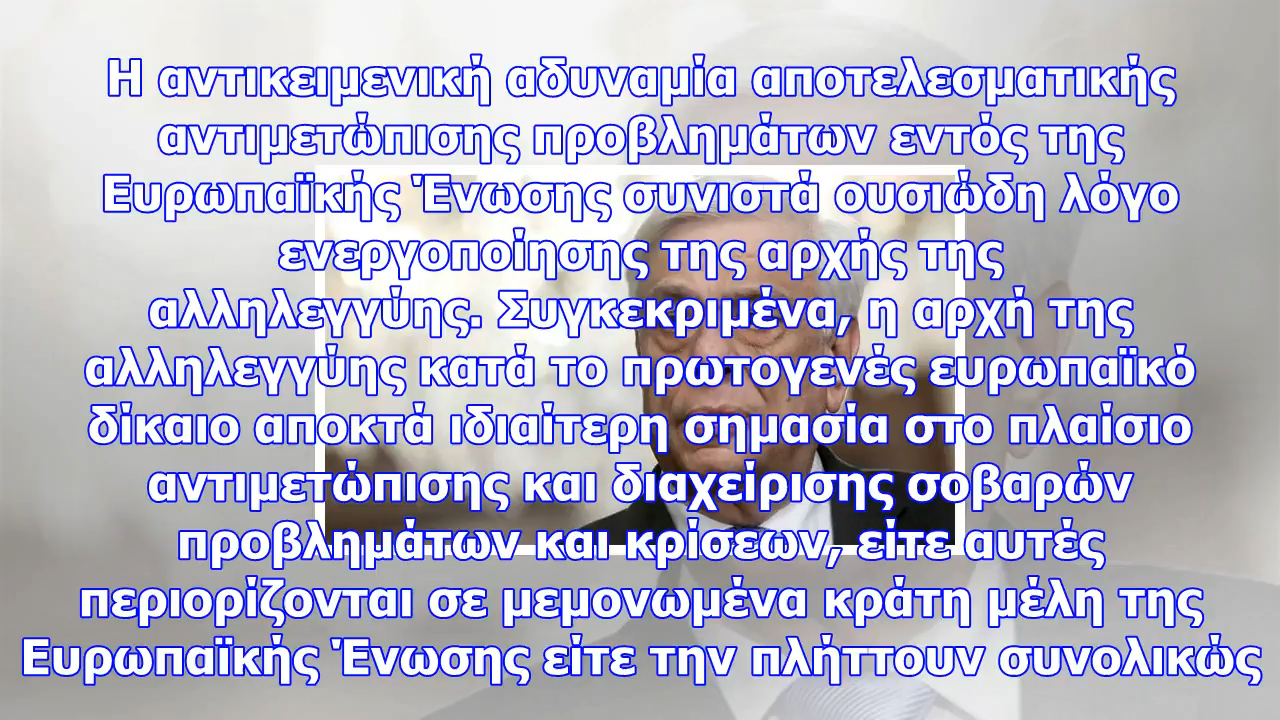 Η αντικειμενική αδυναμία αποτελεσματικής
αντιμετώπισης προβλημάτων εντός της
Ευρωπαϊκής Ένωσης συνιστά ουσιώδη λόγο
ενεργοποίησης της αρχής της
αλληλεγγύης. Συγκεκριμένα, η αρχή της
αλληλεγγύης κατά το πρωτογενές ευρωπαϊκό
δίκαιο αποκτά ιδιαίτερη σημασία στο πλαίσιο
αντιμετώπισης και διαχείρισης σοβαρών
προβλημάτων και κρίσεων, είτε αυτές
περιορίζονται σε μεμονωμένα κράτη μέλη της
Ευρωπαϊκής Ένωσης είτε την πλήττουν συνολικώς